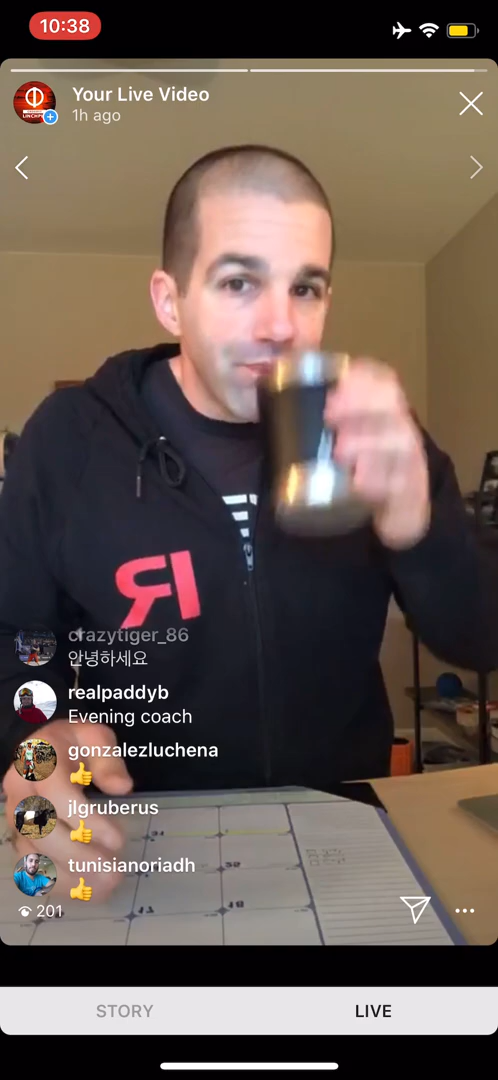 10:38
Your Live Video
1h ago
crazytiger_86
안녕하세요
realpaddyb
Evening coach
gonzalezluchena
👍
jlgruberus
👍
tunisianoriadh
👍
201
STORY
LIVE